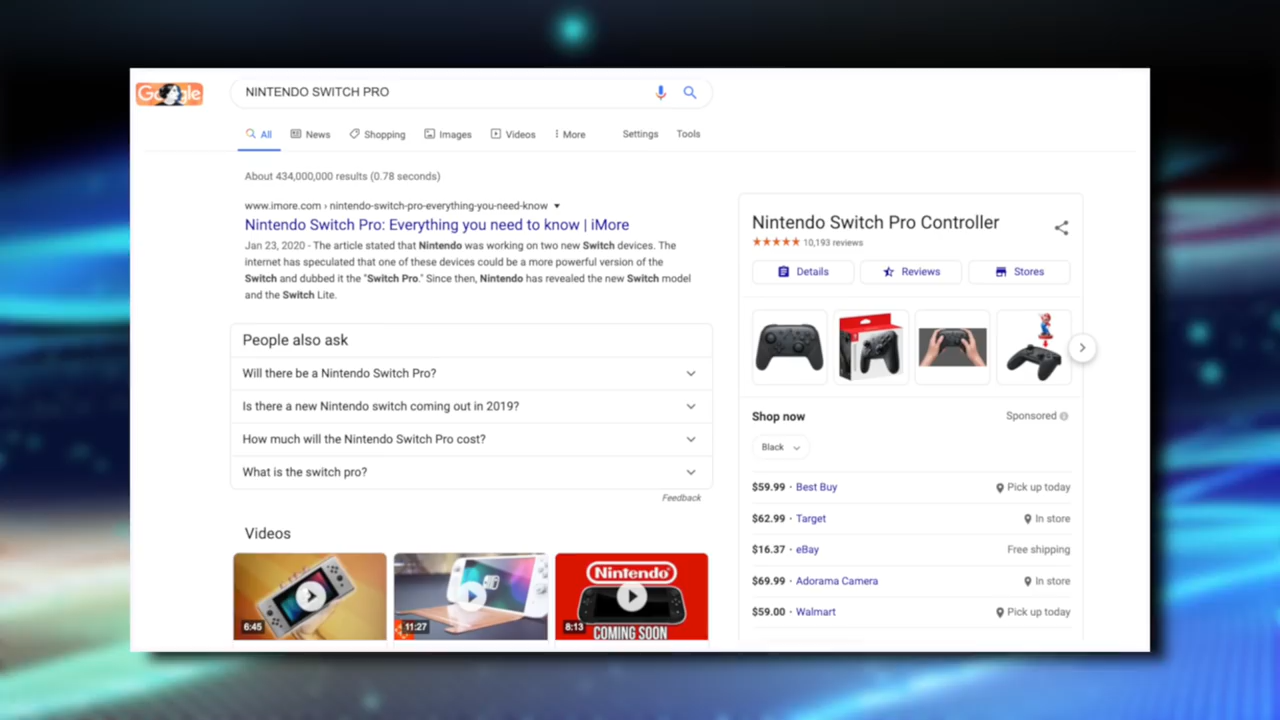 Google
NINTENDO SWITCH PRO
All News Shopping Images Videos More Settings Tools
About 434,000,000 results (0.78 seconds)
www.imore.com › nintendo-switch-pro-everything-you-need-know
Nintendo Switch Pro: Everything you need to know | iMore
Jan 23, 2020 - The article stated that Nintendo was working on two new Switch devices. The
internet has speculated that one of these devices could be a more powerful version of the
Switch and dubbed it the "Switch Pro." Since then, Nintendo has revealed the new Switch model
and the Switch Lite.
People also ask
Will there be a Nintendo Switch Pro?
Is there a new Nintendo switch coming out in 2019?
How much will the Nintendo Switch Pro cost?
What is the switch pro?
Feedback
Videos
6:45
11:27
Nintendo
8:13
COMING SOON
Nintendo Switch Pro Controller
10,193 reviews
Details Reviews Stores
Shop now Sponsored
Black
$59.99 · Best Buy Pick up today
$62.99 · Target In store
$16.37 · eBay Free shipping
$69.99 · Adorama Camera In store
$59.00 · Walmart Pick up today